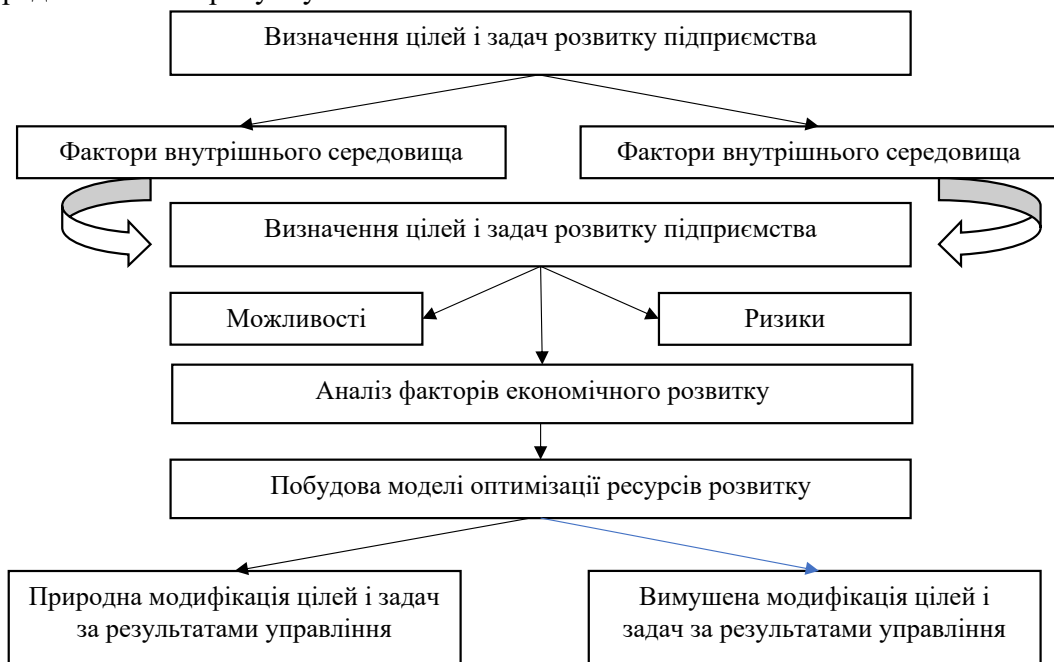 Визначення цілей і задач розвитку підприємства
Фактори внутрішнього середовища
Фактори внутрішнього середовища
Визначення цілей і задач розвитку підприємства
Можливості
Ризики
Аналіз факторів економічного розвитку
Побудова моделі оптимізації ресурсів розвитку
Природна модифікація цілей і задач
за результатами управління
Вимушена модифікація цілей і
задач за результатами управління